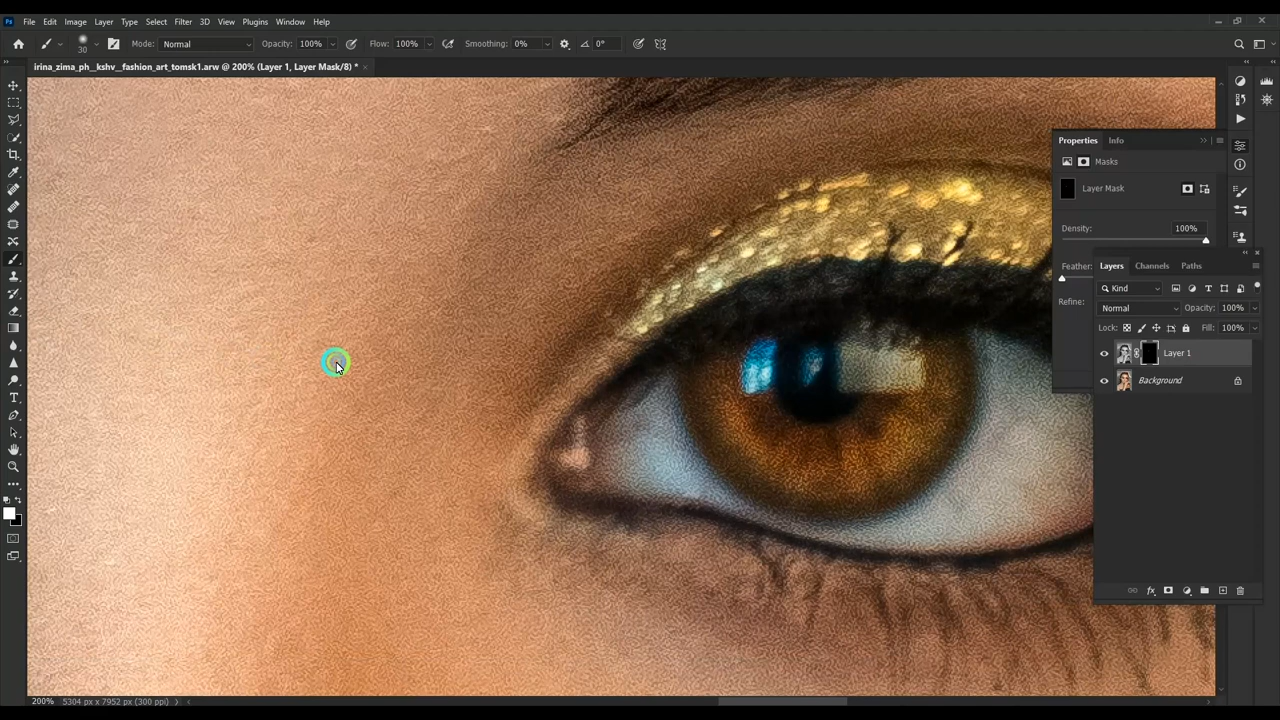 Ps File Edit Image Layer Type Select Filter 3D View Plugins Window Help
30 Mode: Normal Opacity: 100% Flow: 100% Smoothing: 0% 0°
irina_zima_ph__kshv__fashion_art_tomsk1.arw @ 200% (Layer 1, Layer Mask/8) * ×
Properties Info
Masks
Layer Mask
Density: 100%
Feather:
Refine:
Layers Channels Paths
Kind
Normal Opacity: 100%
Lock: Fill: 100%
Layer 1
Background
200% 5304 px x 7952 px (300 ppi)